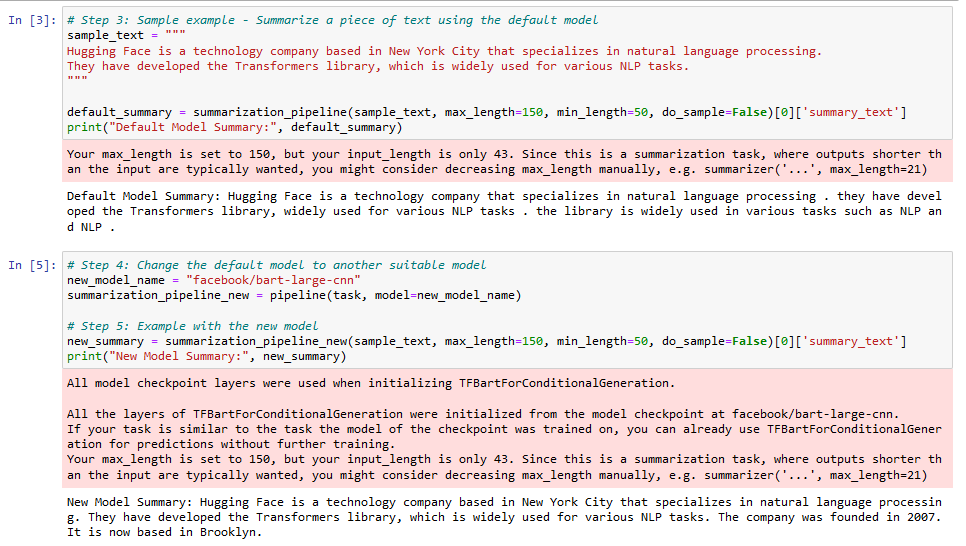 In [3]: # Step 3: Sample example - Summarize a piece of text using the default model
sample_text = """
Hugging Face is a technology company based in New York City that specializes in natural language processing.
They have developed the Transformers library, which is widely used for various NLP tasks.
"""
default_summary = summarization_pipeline(sample_text, max_length=150, min_length=50, do_sample=False)[0]['summary_text']
print("Default Model Summary:", default_summary)
Your max_length is set to 150, but your input_length is only 43. Since this is a summarization task, where outputs shorter th
an the input are typically wanted, you might consider decreasing max_length manually, e.g. summarizer('...', max_length=21)
Default Model Summary: Hugging Face is a technology company that specializes in natural language processing . they have devel
oped the Transformers library, widely used for various NLP tasks . the library is widely used in various tasks such as NLP an
d NLP .
In [5]: # Step 4: Change the default model to another suitable model
new_model_name = "facebook/bart-large-cnn"
summarization_pipeline_new = pipeline(task, model=new_model_name)
# Step 5: Example with the new model
new_summary = summarization_pipeline_new(sample_text, max_length=150, min_length=50, do_sample=False)[0]['summary_text']
print("New Model Summary:", new_summary)
All model checkpoint layers were used when initializing TFBartForConditionalGeneration.
All the layers of TFBartForConditionalGeneration were initialized from the model checkpoint at facebook/bart-large-cnn.
If your task is similar to the task the model of the checkpoint was trained on, you can already use TFBartForConditionalGener
ation for predictions without further training.
Your max_length is set to 150, but your input_length is only 43. Since this is a summarization task, where outputs shorter th
an the input are typically wanted, you might consider decreasing max_length manually, e.g. summarizer('...', max_length=21)
New Model Summary: Hugging Face is a technology company based in New York City that specializes in natural language processin
g. They have developed the Transformers library, which is widely used for various NLP tasks. The company was founded in 2007.
It is now based in Brooklyn.